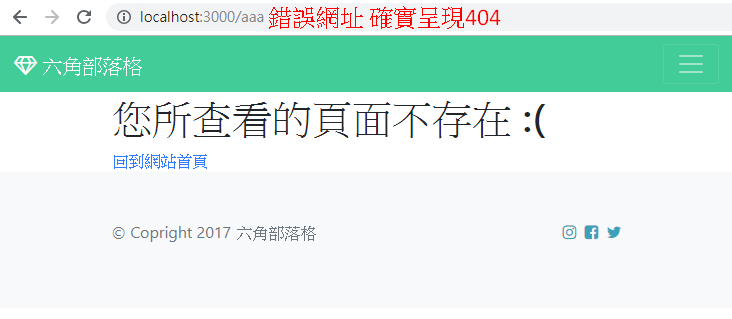 localhost:3000/aaa 錯誤網址 確實呈現404
六角部落格
您所查看的頁面不存在 :(
回到網站首頁
© Copright 2017 六角部落格